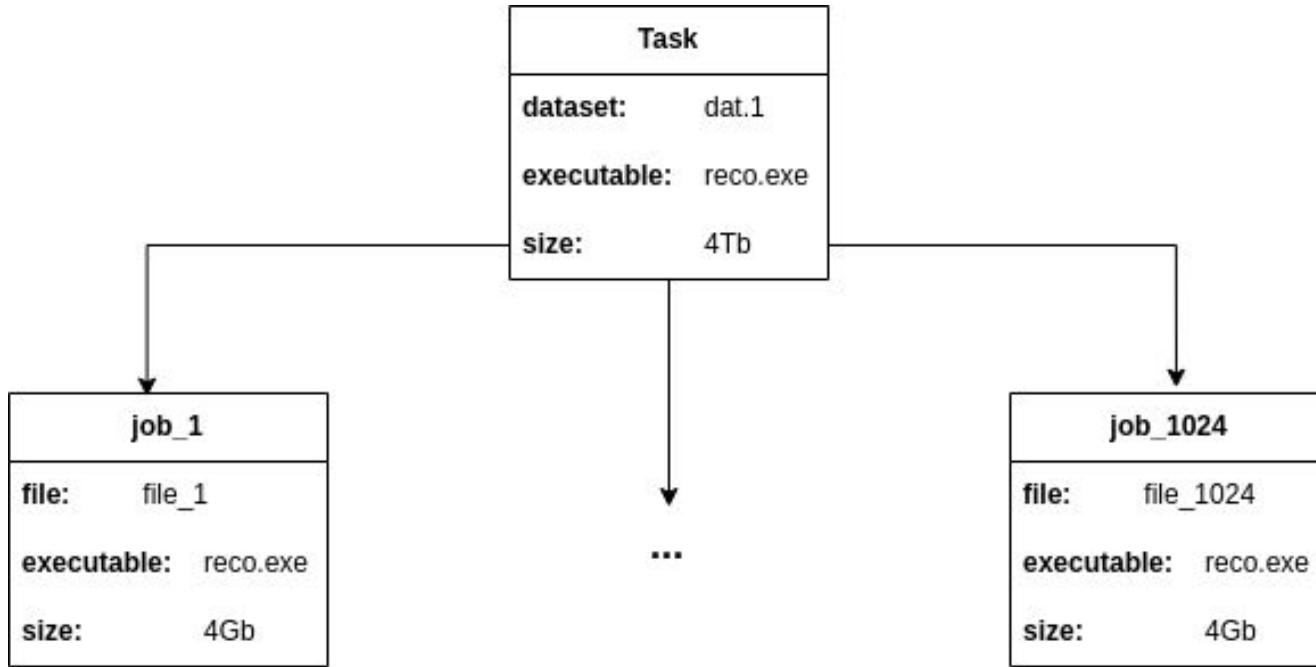 Task
dataset: dat.1
executable: reco.exe
size: 4Tb
job_1
file: file_1
executable: reco.exe
size: 4Gb
...
job_1024
file: file_1024
executable: reco.exe
size: 4Gb